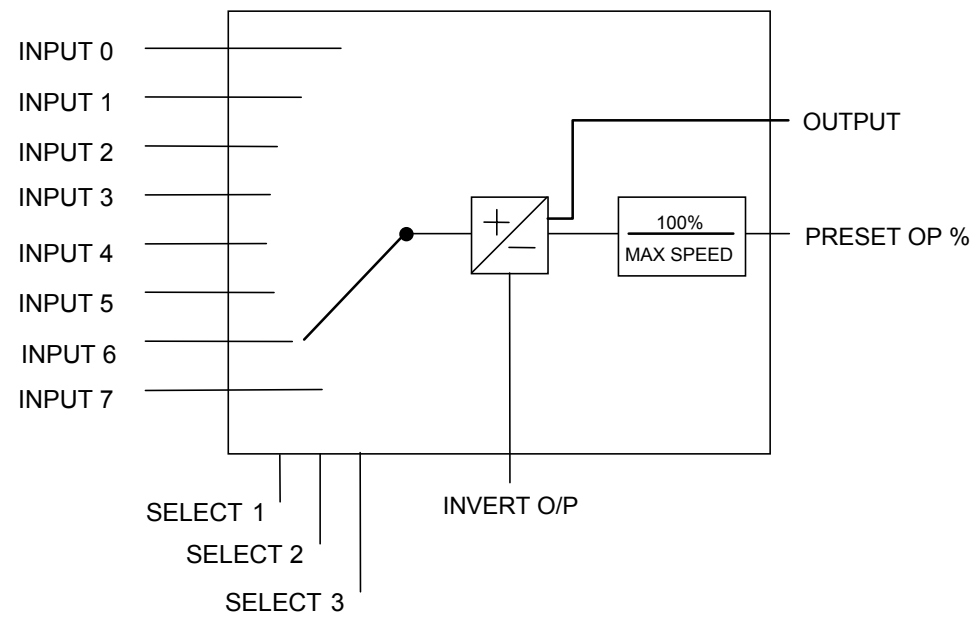 INPUT 0
INPUT 1
INPUT 2
INPUT 3
INPUT 4
INPUT 5
INPUT 6
INPUT 7
OUTPUT
+
−
100%
MAX SPEED
PRESET OP %
SELECT 1
SELECT 2
SELECT 3
INVERT O/P